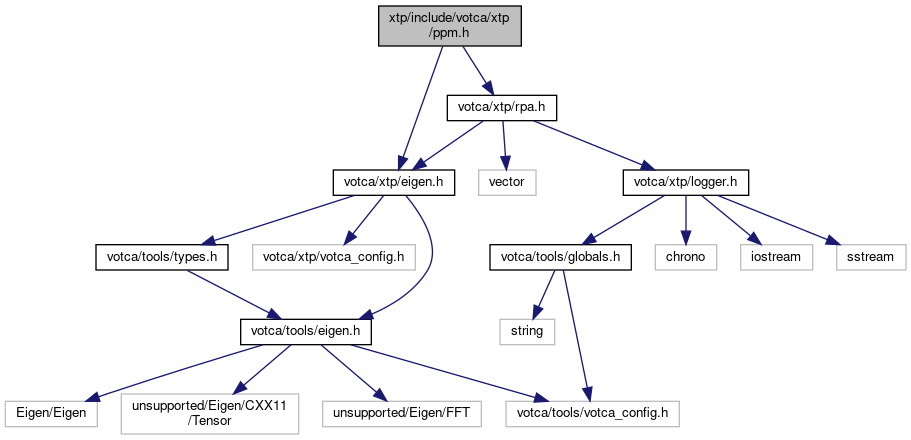 xtp/include/votca/xtp
/ppm.h
votca/xtp/rpa.h
votca/xtp/eigen.h
vector
votca/xtp/logger.h
votca/tools/types.h
votca/xtp/votca_config.h
votca/tools/globals.h
chrono
iostream
sstream
votca/tools/eigen.h
string
Eigen/Eigen
unsupported/Eigen/CXX11
/Tensor
unsupported/Eigen/FFT
votca/tools/votca_config.h